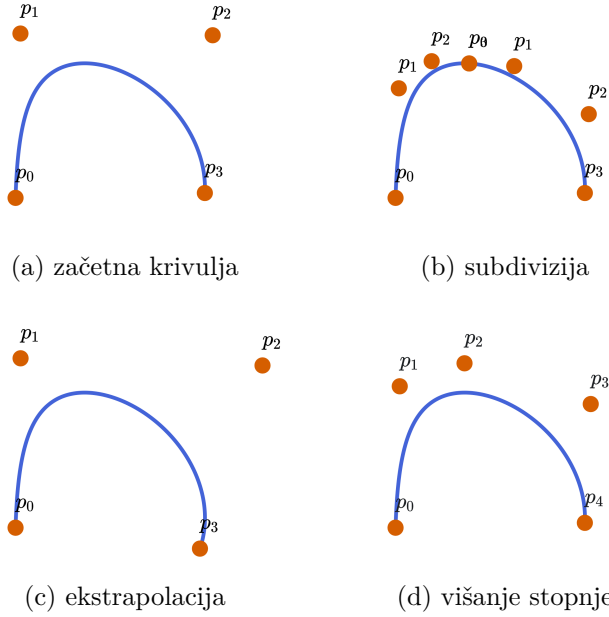 p₁ p₂
p₀ p₃
(a) začetna krivulja
p₂ p₁
p₁ p₂
p₀ p₃
(b) subdivizija
p₁ p₂
p₀ p₃
(c) ekstrapolacija
p₂
p₁ p₃
p₀ p₄
(d) višanje stopnje